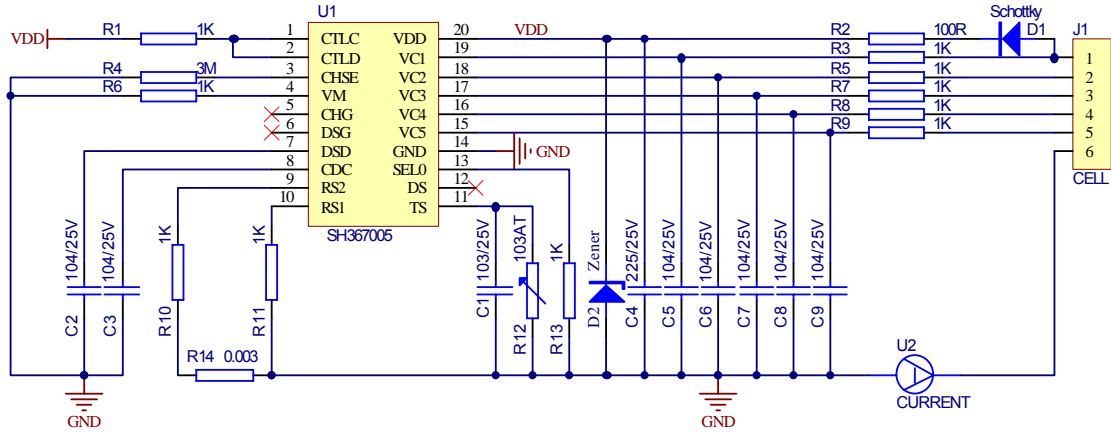 U1
Schottky
D1
J1
VDD
R1 1K
1 CTLC VDD 20
VDD
R2 100R
2 CTLD VC1 19
R3 1K
1
R4 3M
3 CHSE VC2 18
R5 1K
2
R6 1K
4 VM VC3 17
R7 1K
3
5 CHG VC4 16
R8 1K
4
6 DSG VC5 15
R9 1K
5
7 DSD GND 14
GND
6
8 CDC SEL0 13
CELL
9 RS2 DS 12
10 RS1 TS 11
SH367005
C2 104/25V
C3 104/25V
R10 1K
R11 1K
C1 103/25V
R12 103AT
R13 1K
D2 Zener
C4 225/25V
C5 104/25V
C6 104/25V
C7 104/25V
C8 104/25V
C9 104/25V
R14 0.003
U2
CURRENT
GND
GND